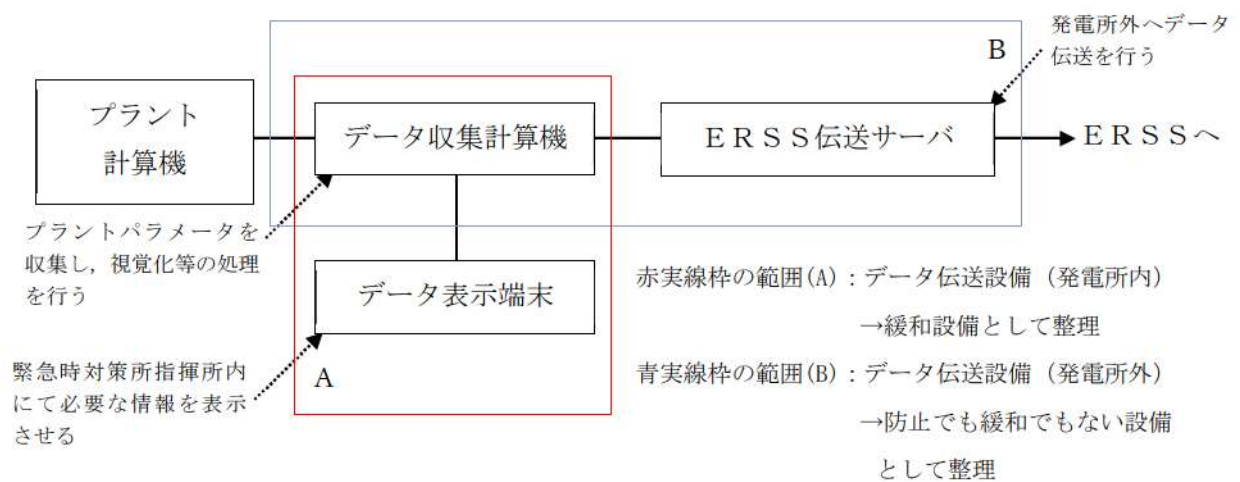 発電所外へデータ
伝送を行う
B
プラント
計算機
データ収集計算機
ＥＲＳＳ伝送サーバ
ＥＲＳＳへ
プラントパラメータを
収集し，視覚化等の処理
を行う
データ表示端末
緊急時対策所指揮所内
にて必要な情報を表示
させる
A
赤実線枠の範囲(A)：データ伝送設備（発電所内）
→緩和設備として整理
青実線枠の範囲(B)：データ伝送設備（発電所外）
→防止でも緩和でもない設備
として整理